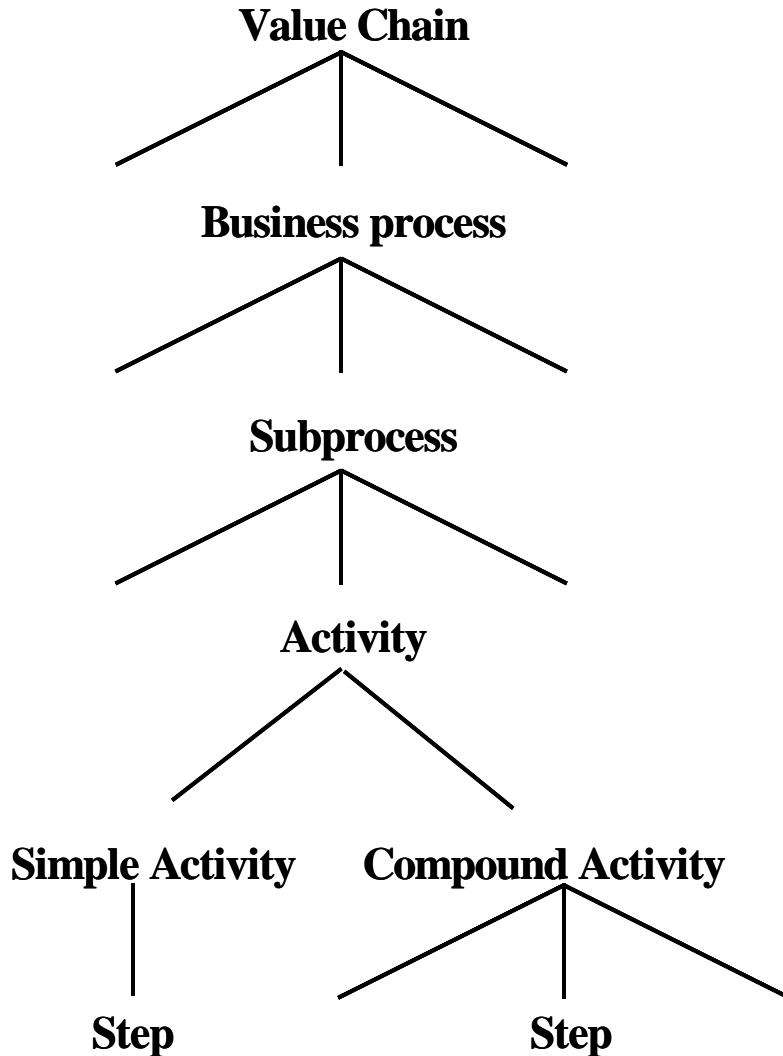 Value Chain
Business process
Subprocess
Activity
Simple Activity
Compound Activity
Step
Step